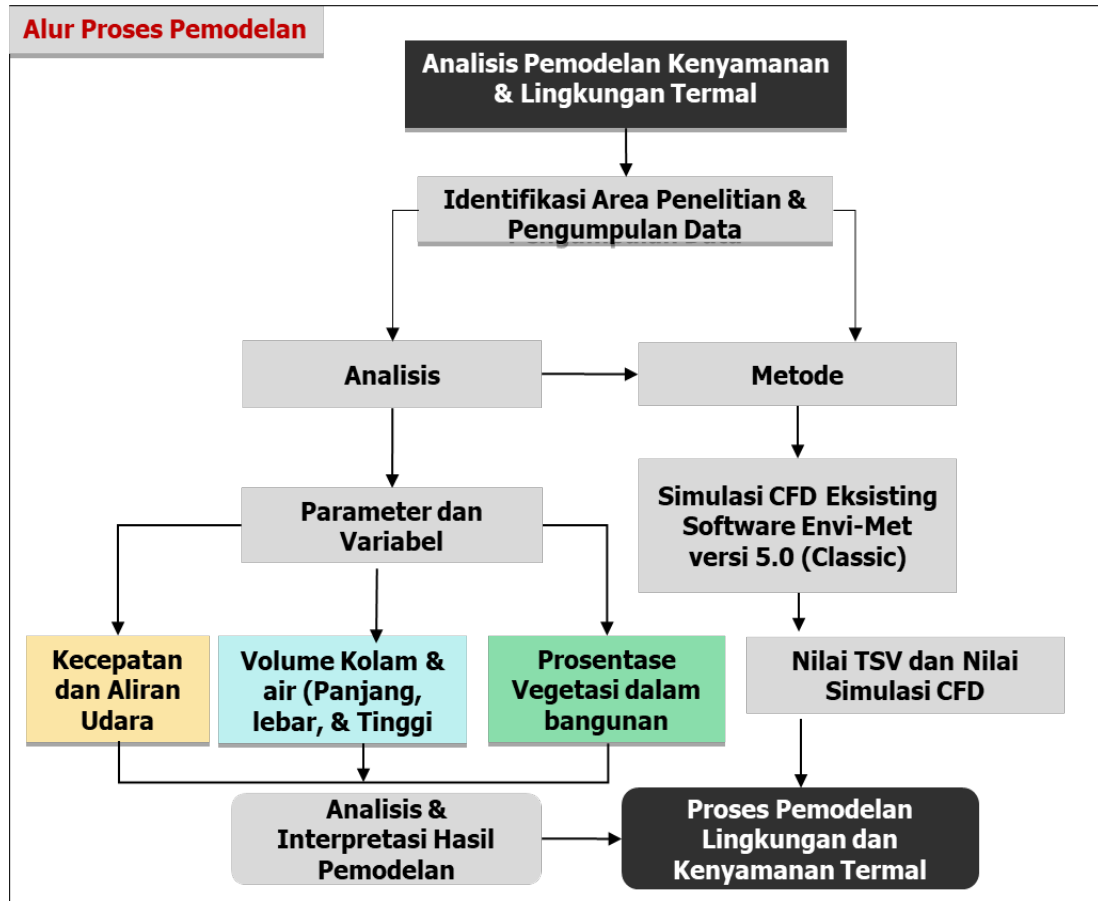 Alur Proses Pemodelan
Analisis Pemodelan Kenyamanan
& Lingkungan Termal
Identifikasi Area Penelitian &
Pengumpulan Data
Analisis
Metode
Parameter dan
Variabel
Simulasi CFD Eksisting
Software Envi-Met
versi 5.0 (Classic)
Kecepatan
dan Aliran
Udara
Volume Kolam &
air (Panjang,
lebar, & Tinggi
Prosentase
Vegetasi dalam
bangunan
Nilai TSV dan Nilai
Simulasi CFD
Analisis &
Interpretasi Hasil
Pemodelan
Proses Pemodelan
Lingkungan dan
Kenyamanan Termal